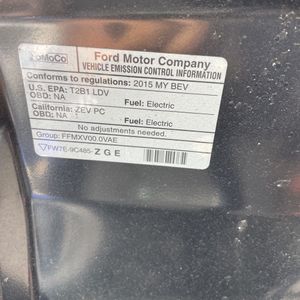 FoMoCo Ford Motor Company
VEHICLE EMISSION CONTROL INFORMATION
Conforms to regulations: 2015 MY BEV
U.S. EPA: T2B1 LDV
OBD: NA Fuel: Electric
California: ZEV PC
OBD: NA Fuel: Electric
No adjustments needed.
Group: FFMXV00.0VAE
FW7E-9C485- Z G E